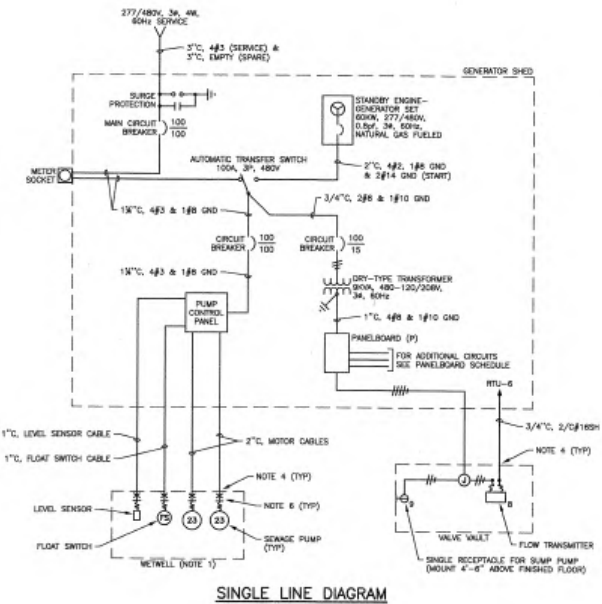 277/480V, 3ø, 4W,
60Hz SERVICE
3"C, 4#3 (SERVICE) &
3"C, EMPTY (SPARE)
GENERATOR SHED
SURGE
PROTECTION
MAIN CIRCUIT
BREAKER
100
100
STANDBY ENGINE-
GENERATOR SET
60KW, 277/480V,
0.8pf, 3ø, 60Hz,
NATURAL GAS FUELED
METER
SOCKET
AUTOMATIC TRANSFER SWITCH
100A, 3P, 480V
2"C, 4#2, 1#8 GND
& 2#14 GND (START)
1¼"C, 4#3 & 1#8 GND
3/4"C, 2#8 & 1#10 GND
CIRCUIT
BREAKER
100
100
CIRCUIT
BREAKER
100
15
1¼"C, 4#3 & 1#8 GND
DRY-TYPE TRANSFORMER
9KVA, 480-120/208V,
3ø, 60Hz
PUMP
CONTROL
PANEL
1"C, 4#8 & 1#10 GND
PANELBOARD (P)
FOR ADDITIONAL CIRCUITS
SEE PANELBOARD SCHEDULE
RTU-6
1"C, LEVEL SENSOR CABLE
1"C, FLOAT SWITCH CABLE
2"C, MOTOR CABLES
3/4"C, 2/C#16SH
NOTE 4 (TYP)
NOTE 4 (TYP)
NOTE 6 (TYP)
LEVEL SENSOR
FS
23
23
J
9
8
FLOAT SWITCH
SEWAGE PUMP
(TYP)
FLOW TRANSMITTER
VALVE VAULT
WETWELL (NOTE 1)
SINGLE RECEPTACLE FOR SUMP PUMP
(MOUNT 4'-6" ABOVE FINISHED FLOOR)
SINGLE LINE DIAGRAM